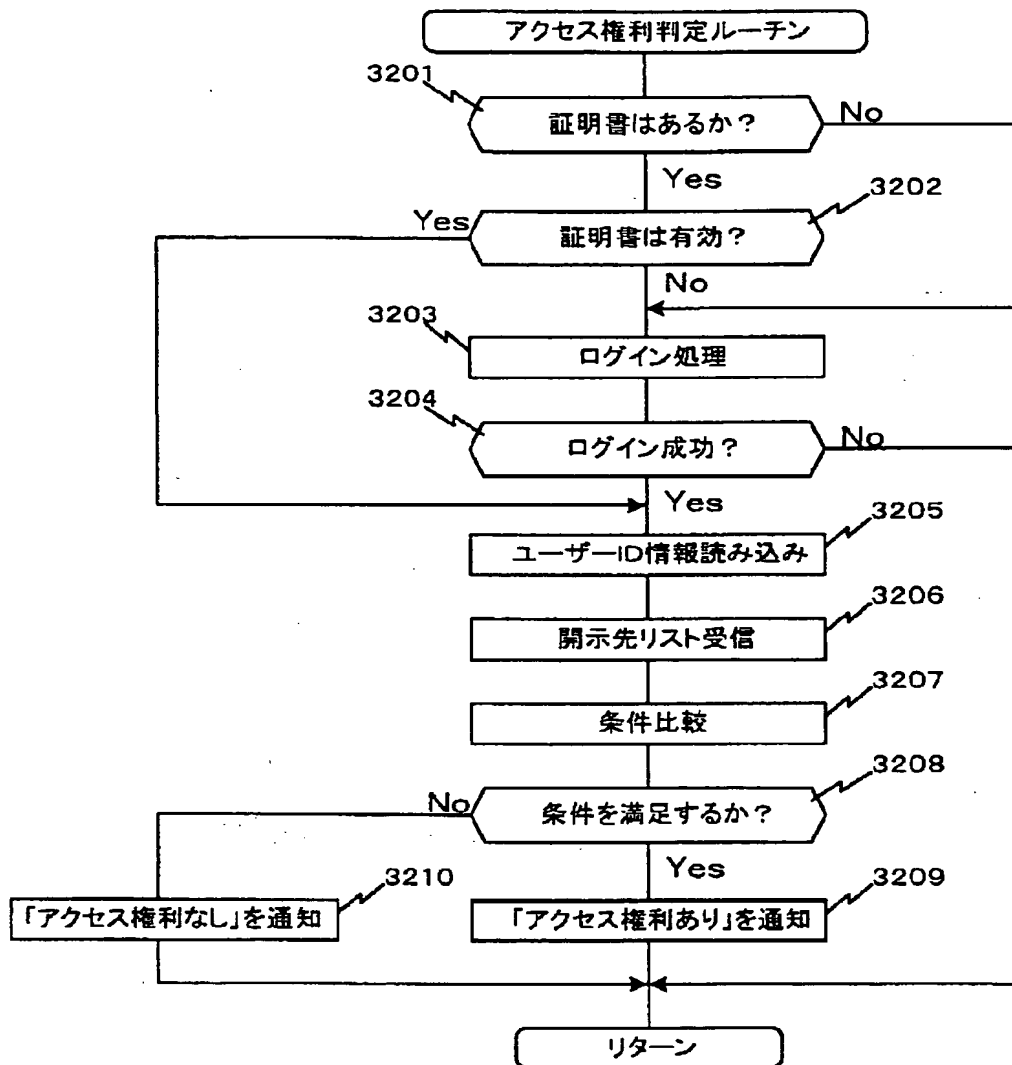 アクセス権利判定ルーチン
3201
証明書はあるか?
No
Yes
3202
Yes
証明書は有効?
No
3203
ログイン処理
3204
ログイン成功?
No
Yes
3205
ユーザーID情報読み込み
3206
開示先リスト受信
3207
条件比較
3208
No
条件を満足するか?
Yes
3210
3209
「アクセス権利なし」を通知
「アクセス権利あり」を通知
リターン